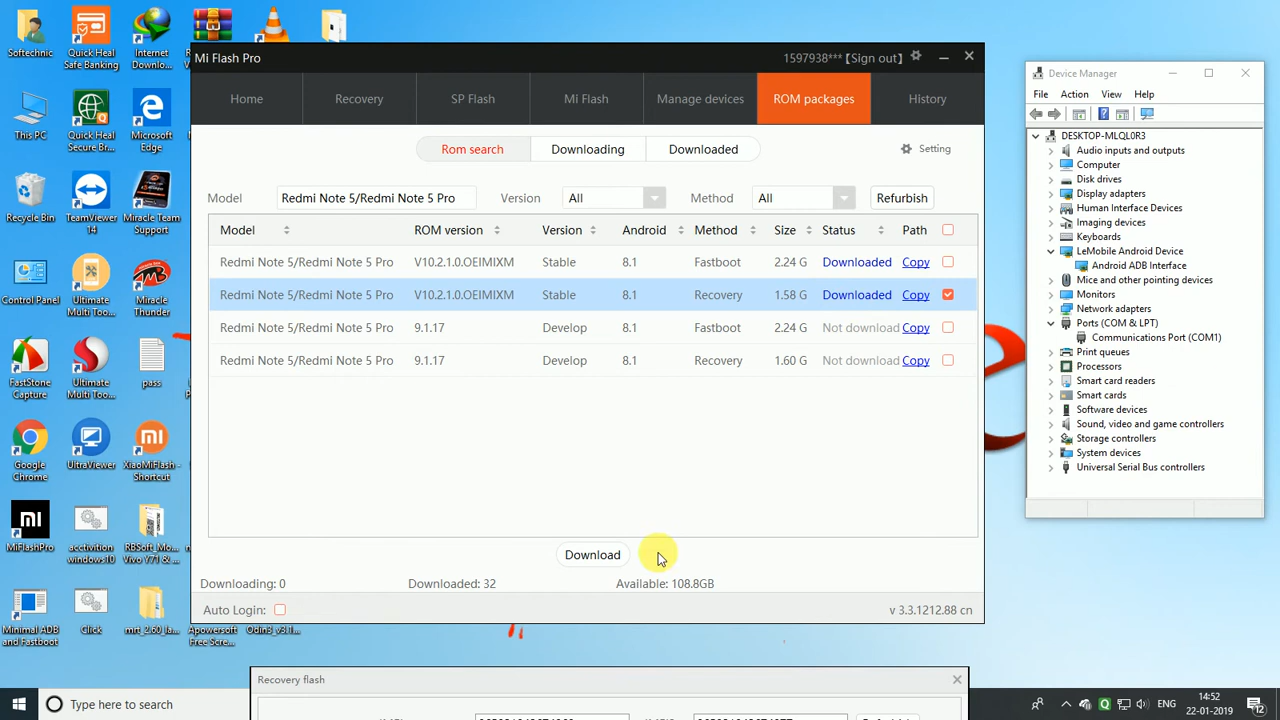 Softechnic
Quick Heal
Safe Banking
Internet
Downlo...
Mi Flash Pro
1597938*** 【Sign out】
Home
Recovery
SP Flash
Mi Flash
Manage devices
ROM packages
History
Rom search
Downloading
Downloaded
Setting
Model
Redmi Note 5/Redmi Note 5 Pro
Version
All
Method
All
Refurbish
Model
ROM version
Version
Android
Method
Size
Status
Path
Redmi Note 5/Redmi Note 5 Pro V10.2.1.0.OEIMIXM Stable 8.1 Fastboot 2.24 G Downloaded Copy
Redmi Note 5/Redmi Note 5 Pro V10.2.1.0.OEIMIXM Stable 8.1 Recovery 1.58 G Downloaded Copy
Redmi Note 5/Redmi Note 5 Pro 9.1.17 Develop 8.1 Fastboot 2.24 G Not download Copy
Redmi Note 5/Redmi Note 5 Pro 9.1.17 Develop 8.1 Recovery 1.60 G Not download Copy
Download
Downloading: 0
Downloaded: 32
Available: 108.8GB
Auto Login:
v 3.3.1212.88 cn
This PC
Quick Heal
Secure Br...
Microsoft
Edge
Recycle Bin
TeamViewer
14
Miracle Team
Support
Control Panel
Ultimate
Multi Too...
Miracle
Thunder
FastStone
Capture
Ultimate
Multi Too...
pass
Google
Chrome
UltraViewer
XiaoMiFlash -
Shortcut
MiFlashPro
acctivition
windows10
RBSoft_Mo...
Vivo Y71 &...
Minimal ADB
and Fastboot
Click
mrt_2.60_la...
Apowersoft
Free Scre...
Odin3_v3.1...
Device Manager
File
Action
View
Help
DESKTOP-MLQL0R3
Audio inputs and outputs
Computer
Disk drives
Display adapters
Human Interface Devices
Imaging devices
Keyboards
LeMobile Android Device
Android ADB Interface
Mice and other pointing devices
Monitors
Network adapters
Ports (COM & LPT)
Communications Port (COM1)
Print queues
Processors
Smart card readers
Smart cards
Software devices
Sound, video and game controllers
Storage controllers
System devices
Universal Serial Bus controllers
Recovery flash
Type here to search
14:52
22-01-2019
12